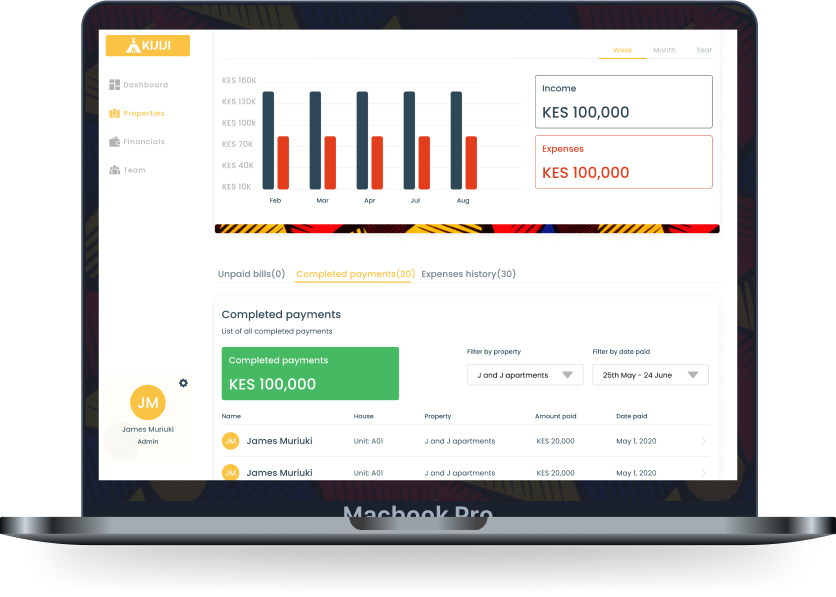 KIJIJI
Dashboard
Properties
Financials
Team
JM
James Muriuki
Admin
Week Month Year
KES 160K
KES 130K
KES 100k
KES 70K
KES 40K
KES 10K
Feb Mar Apr Jul Aug
Income
KES 100,000
Expenses
KES 100,000
Unpaid bills(0) Completed payments(20) Expenses history(30)
Completed payments
List of all completed payments
Completed payments
KES 100,000
Filter by property
J and J apartments
Filter by date paid
25th May - 24 June
Name House Property Amount paid Date paid
JM James Muriuki Unit: A01 J and J apartments KES 20,000 May 1, 2020
JM James Muriuki Unit: A01 J and J apartments KES 20,000 May 1, 2020
Macbook Pro